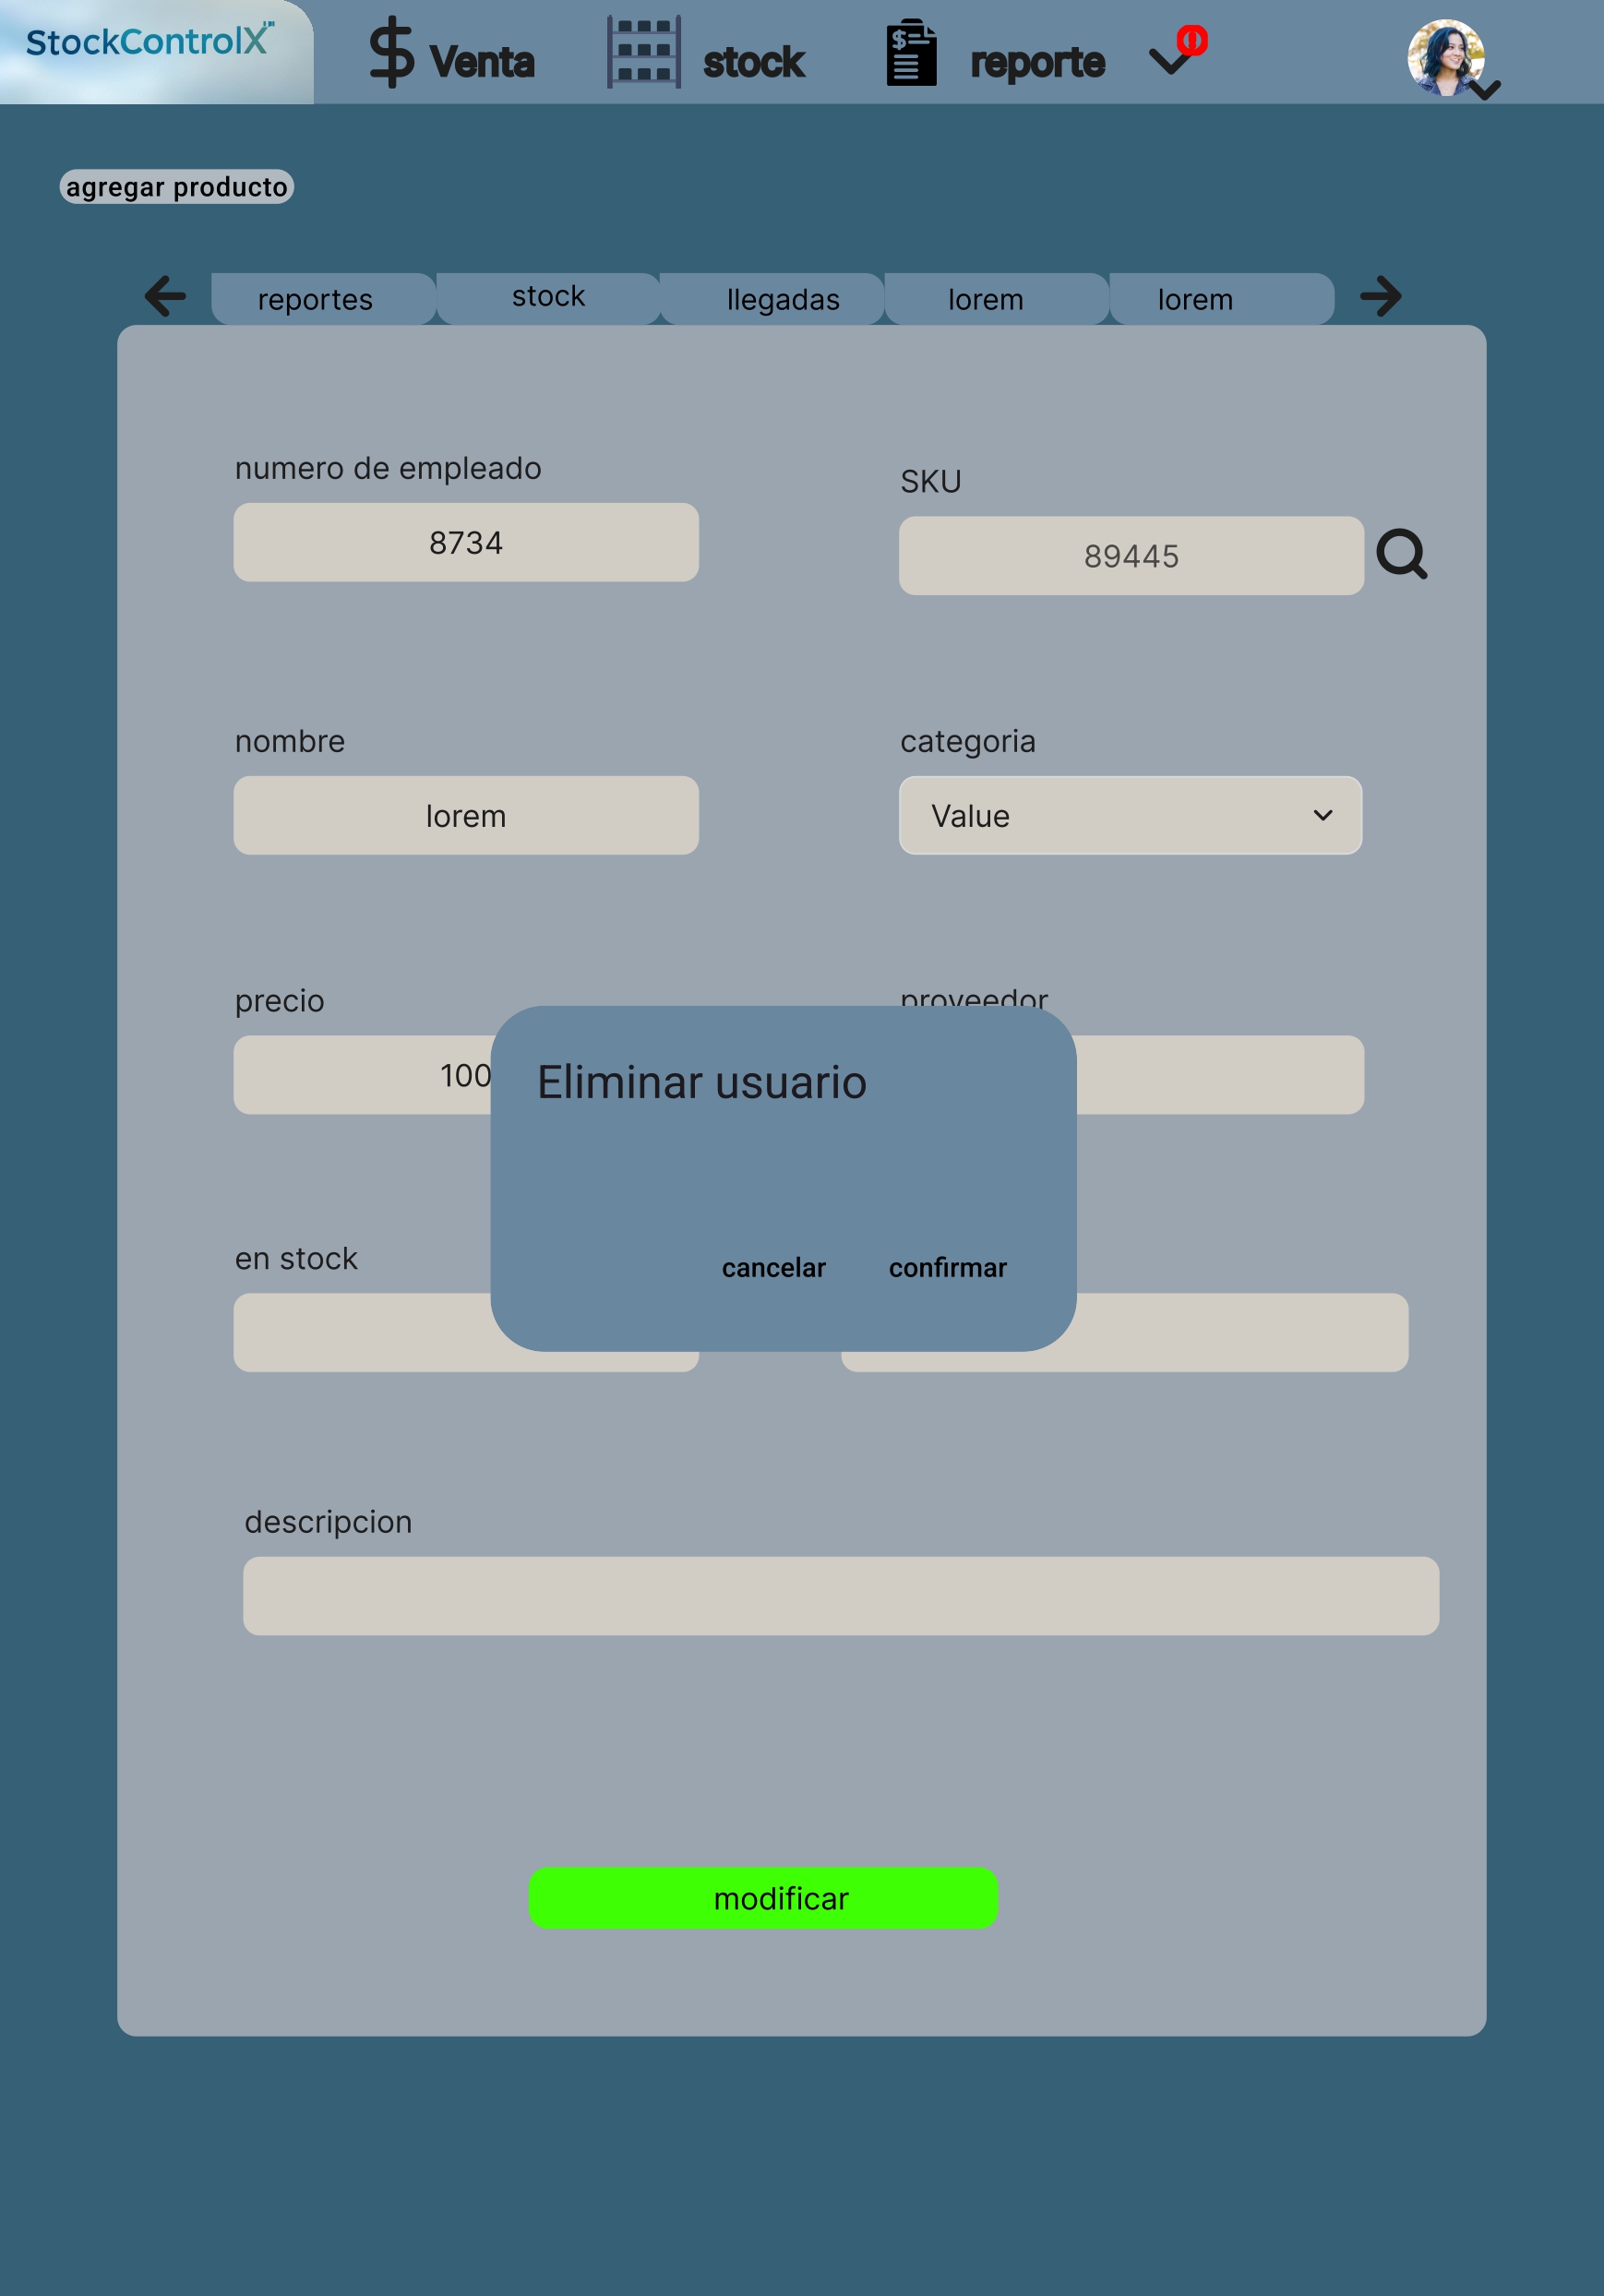 StockControlX
Venta
stock
reporte
0
agregar producto
reportes
stock
llegadas
lorem
lorem
numero de empleado
SKU
8734
89445
nombre
categoria
lorem
Value
precio
proveedor
100
Eliminar usuario
en stock
cancelar
confirmar
descripcion
modificar